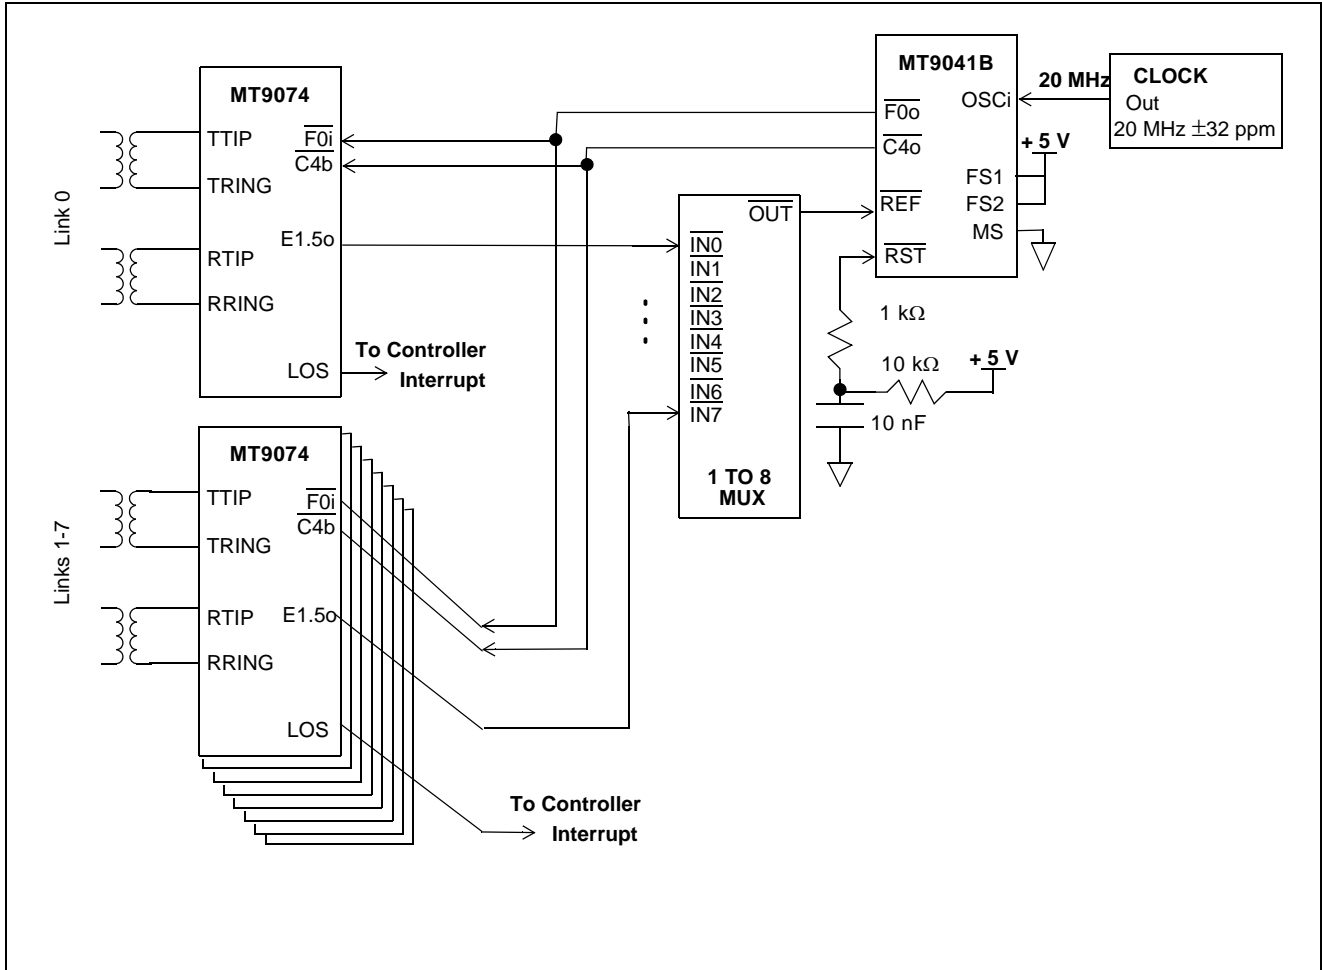 MT9074
TTIP
F0i
C4b
TRING
E1.5o
RTIP
RRING
LOS
Link 0
To Controller
Interrupt
MT9041B
20 MHz
OSCi
F0o
C4o
+ 5 V
FS1
FS2
REF
MS
RST
CLOCK
Out
20 MHz ±32 ppm
OUT
IN0
IN1
IN2
IN3
IN4
IN5
IN6
IN7
1 TO 8
MUX
1 kΩ
10 kΩ
+ 5 V
10 nF
MT9074
TTIP
F0i
C4b
TRING
RTIP
E1.5o
RRING
LOS
Links 1-7
To Controller
Interrupt